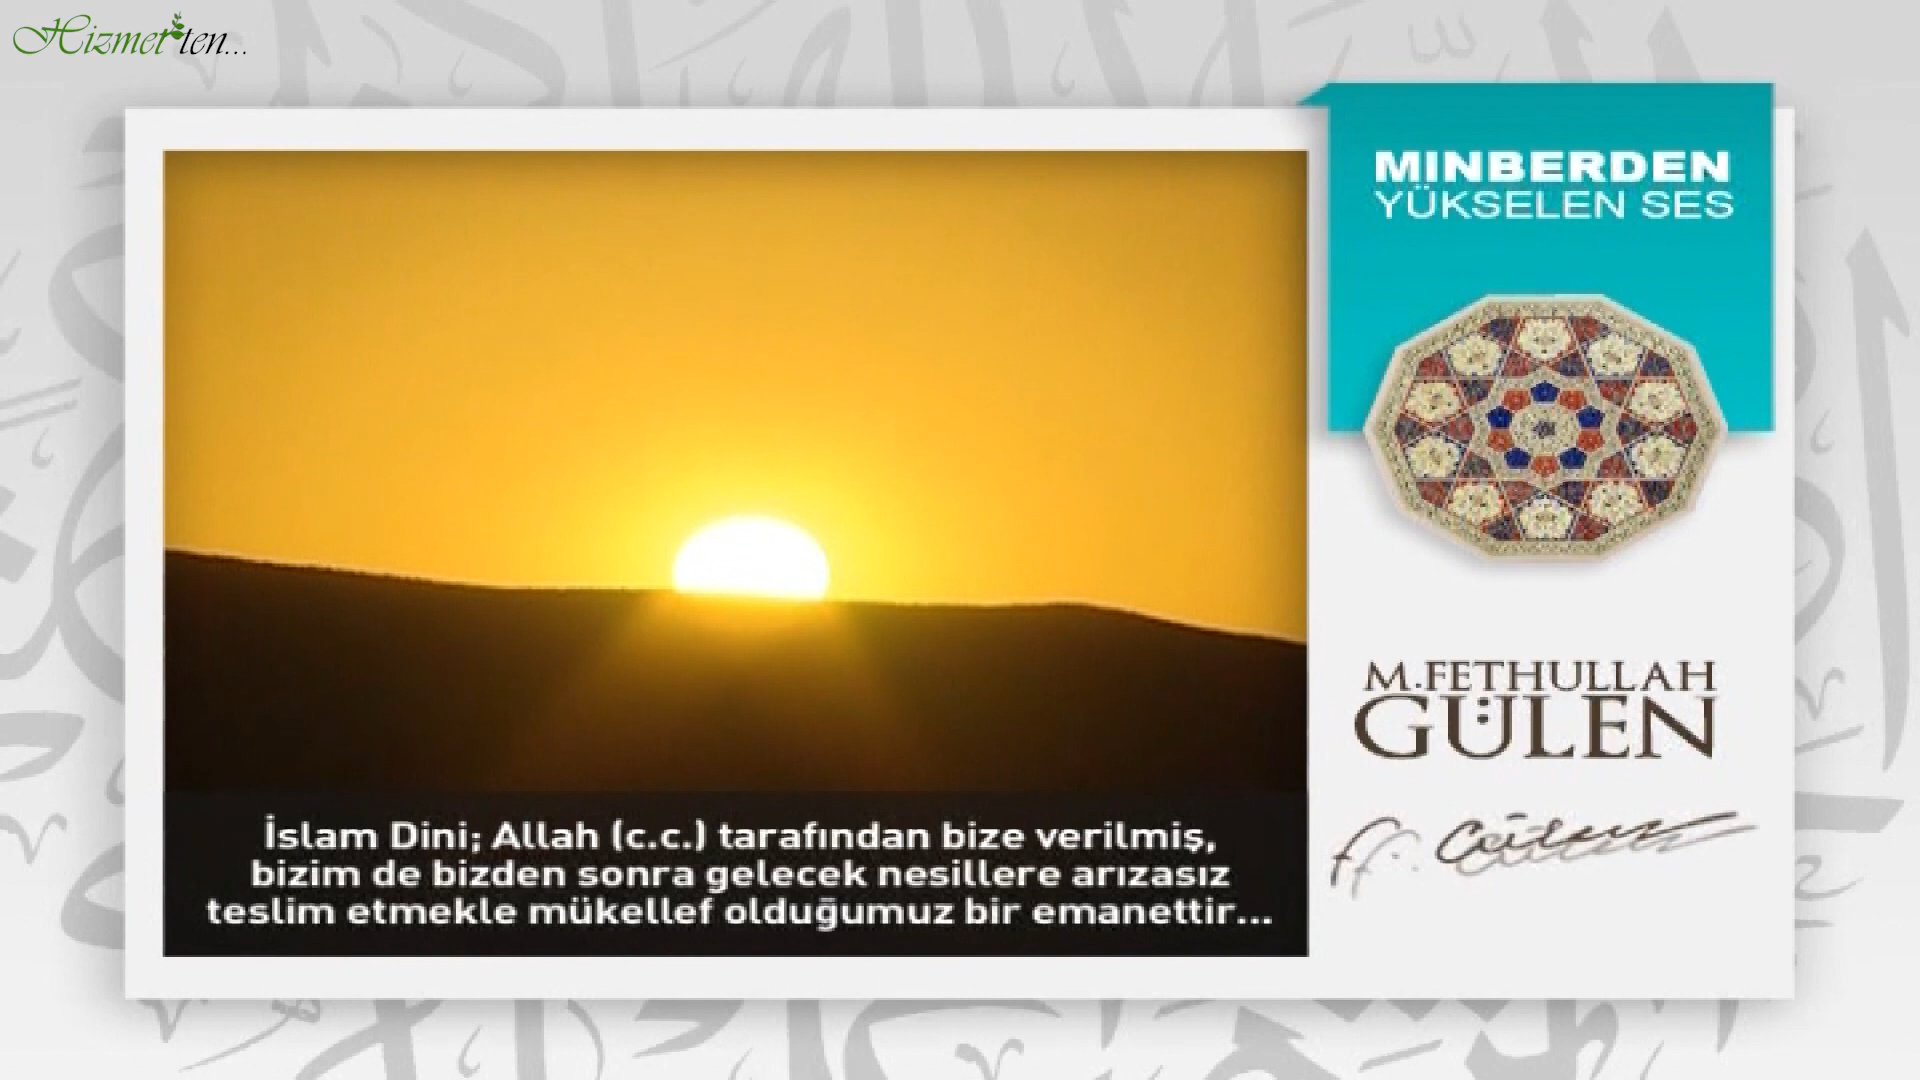 Hizmet'ten...
MINBERDEN
YÜKSELEN SES
M.FETHULLAH
GÜLEN
F. Gülen
İslam Dini; Allah (c.c.) tarafından bize verilmiş,
bizim de bizden sonra gelecek nesillere arızasız
teslim etmekle mükellef olduğumuz bir emanettir...